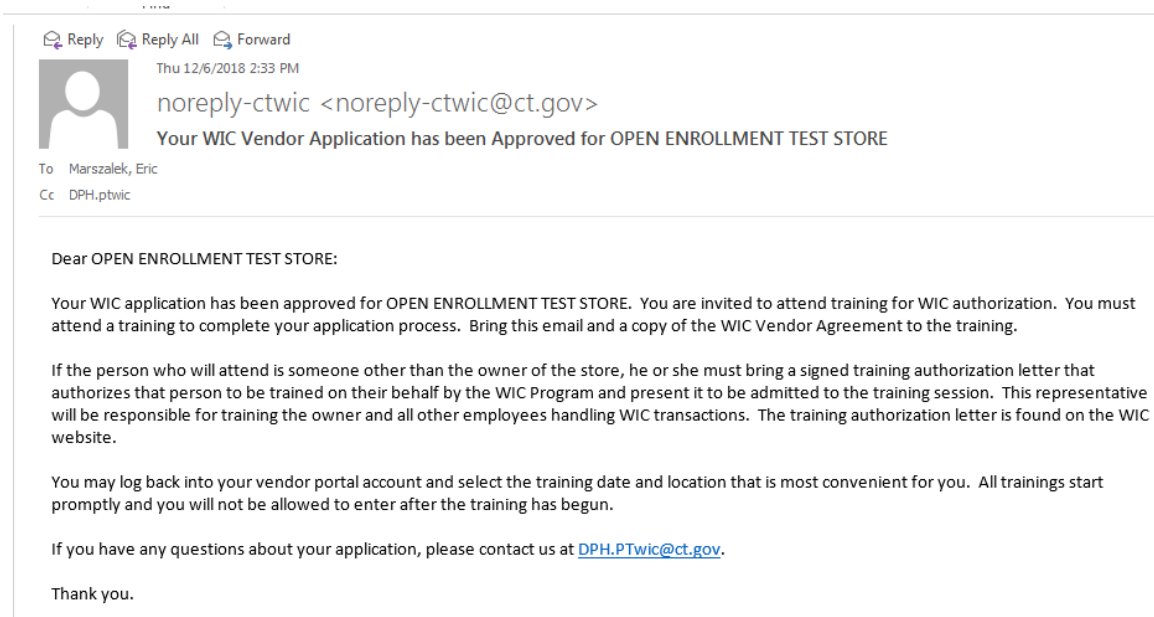 Reply Reply All Forward
Thu 12/6/2018 2:33 PM
noreply-ctwic <noreply-ctwic@ct.gov>
Your WIC Vendor Application has been Approved for OPEN ENROLLMENT TEST STORE
To Marszalek, Eric
Cc DPH.ptwic
Dear OPEN ENROLLMENT TEST STORE:
Your WIC application has been approved for OPEN ENROLLMENT TEST STORE. You are invited to attend training for WIC authorization. You must
attend a training to complete your application process. Bring this email and a copy of the WIC Vendor Agreement to the training.
If the person who will attend is someone other than the owner of the store, he or she must bring a signed training authorization letter that
authorizes that person to be trained on their behalf by the WIC Program and present it to be admitted to the training session. This representative
will be responsible for training the owner and all other employees handling WIC transactions. The training authorization letter is found on the WIC
website.
You may log back into your vendor portal account and select the training date and location that is most convenient for you. All trainings start
promptly and you will not be allowed to enter after the training has begun.
If you have any questions about your application, please contact us at DPH.PTwic@ct.gov.
Thank you.